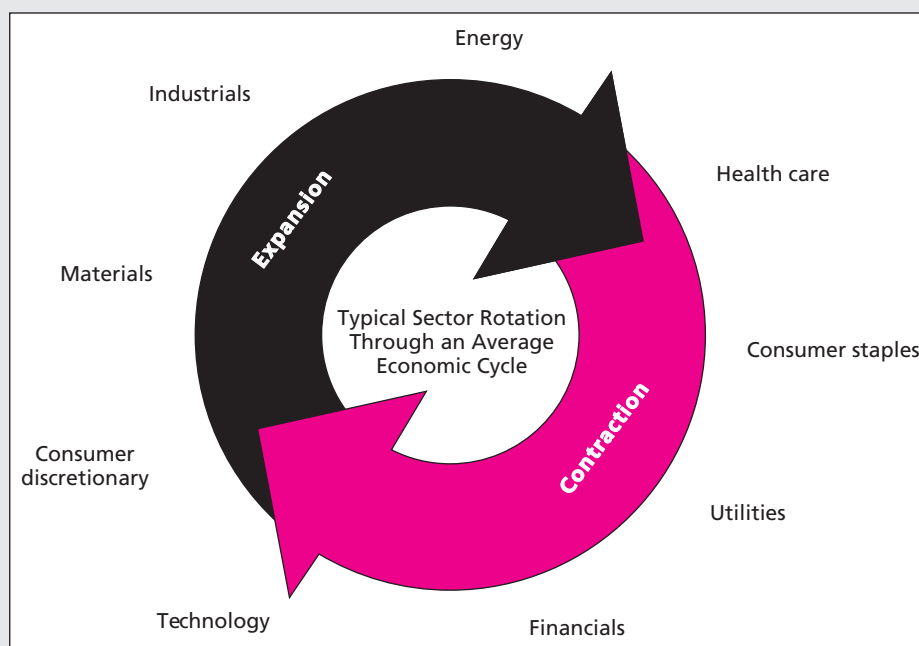 Energy
Industrials
Health care
Expansion
Materials
Typical Sector Rotation
Through an Average
Economic Cycle
Consumer staples
Contraction
Consumer
discretionary
Utilities
Technology
Financials